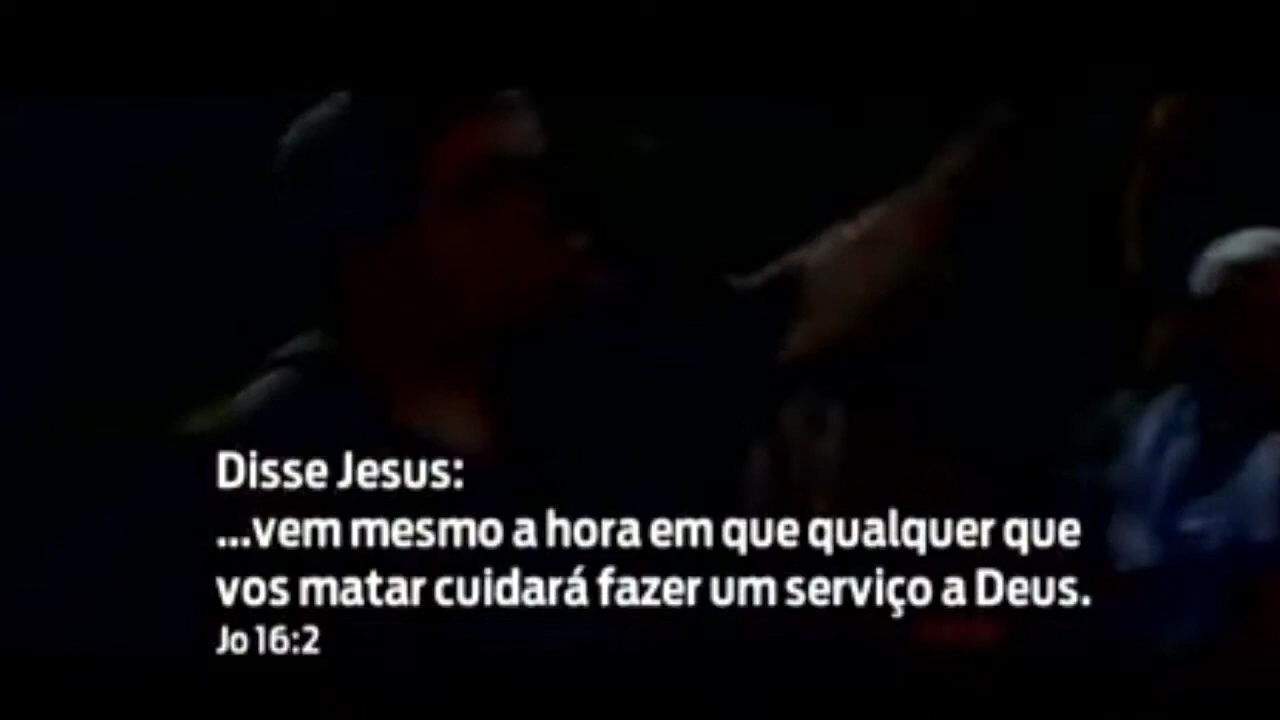 Disse Jesus:
...vem mesmo a hora em que qualquer que
vos matar cuidará fazer um serviço a Deus.
Jo 16:2